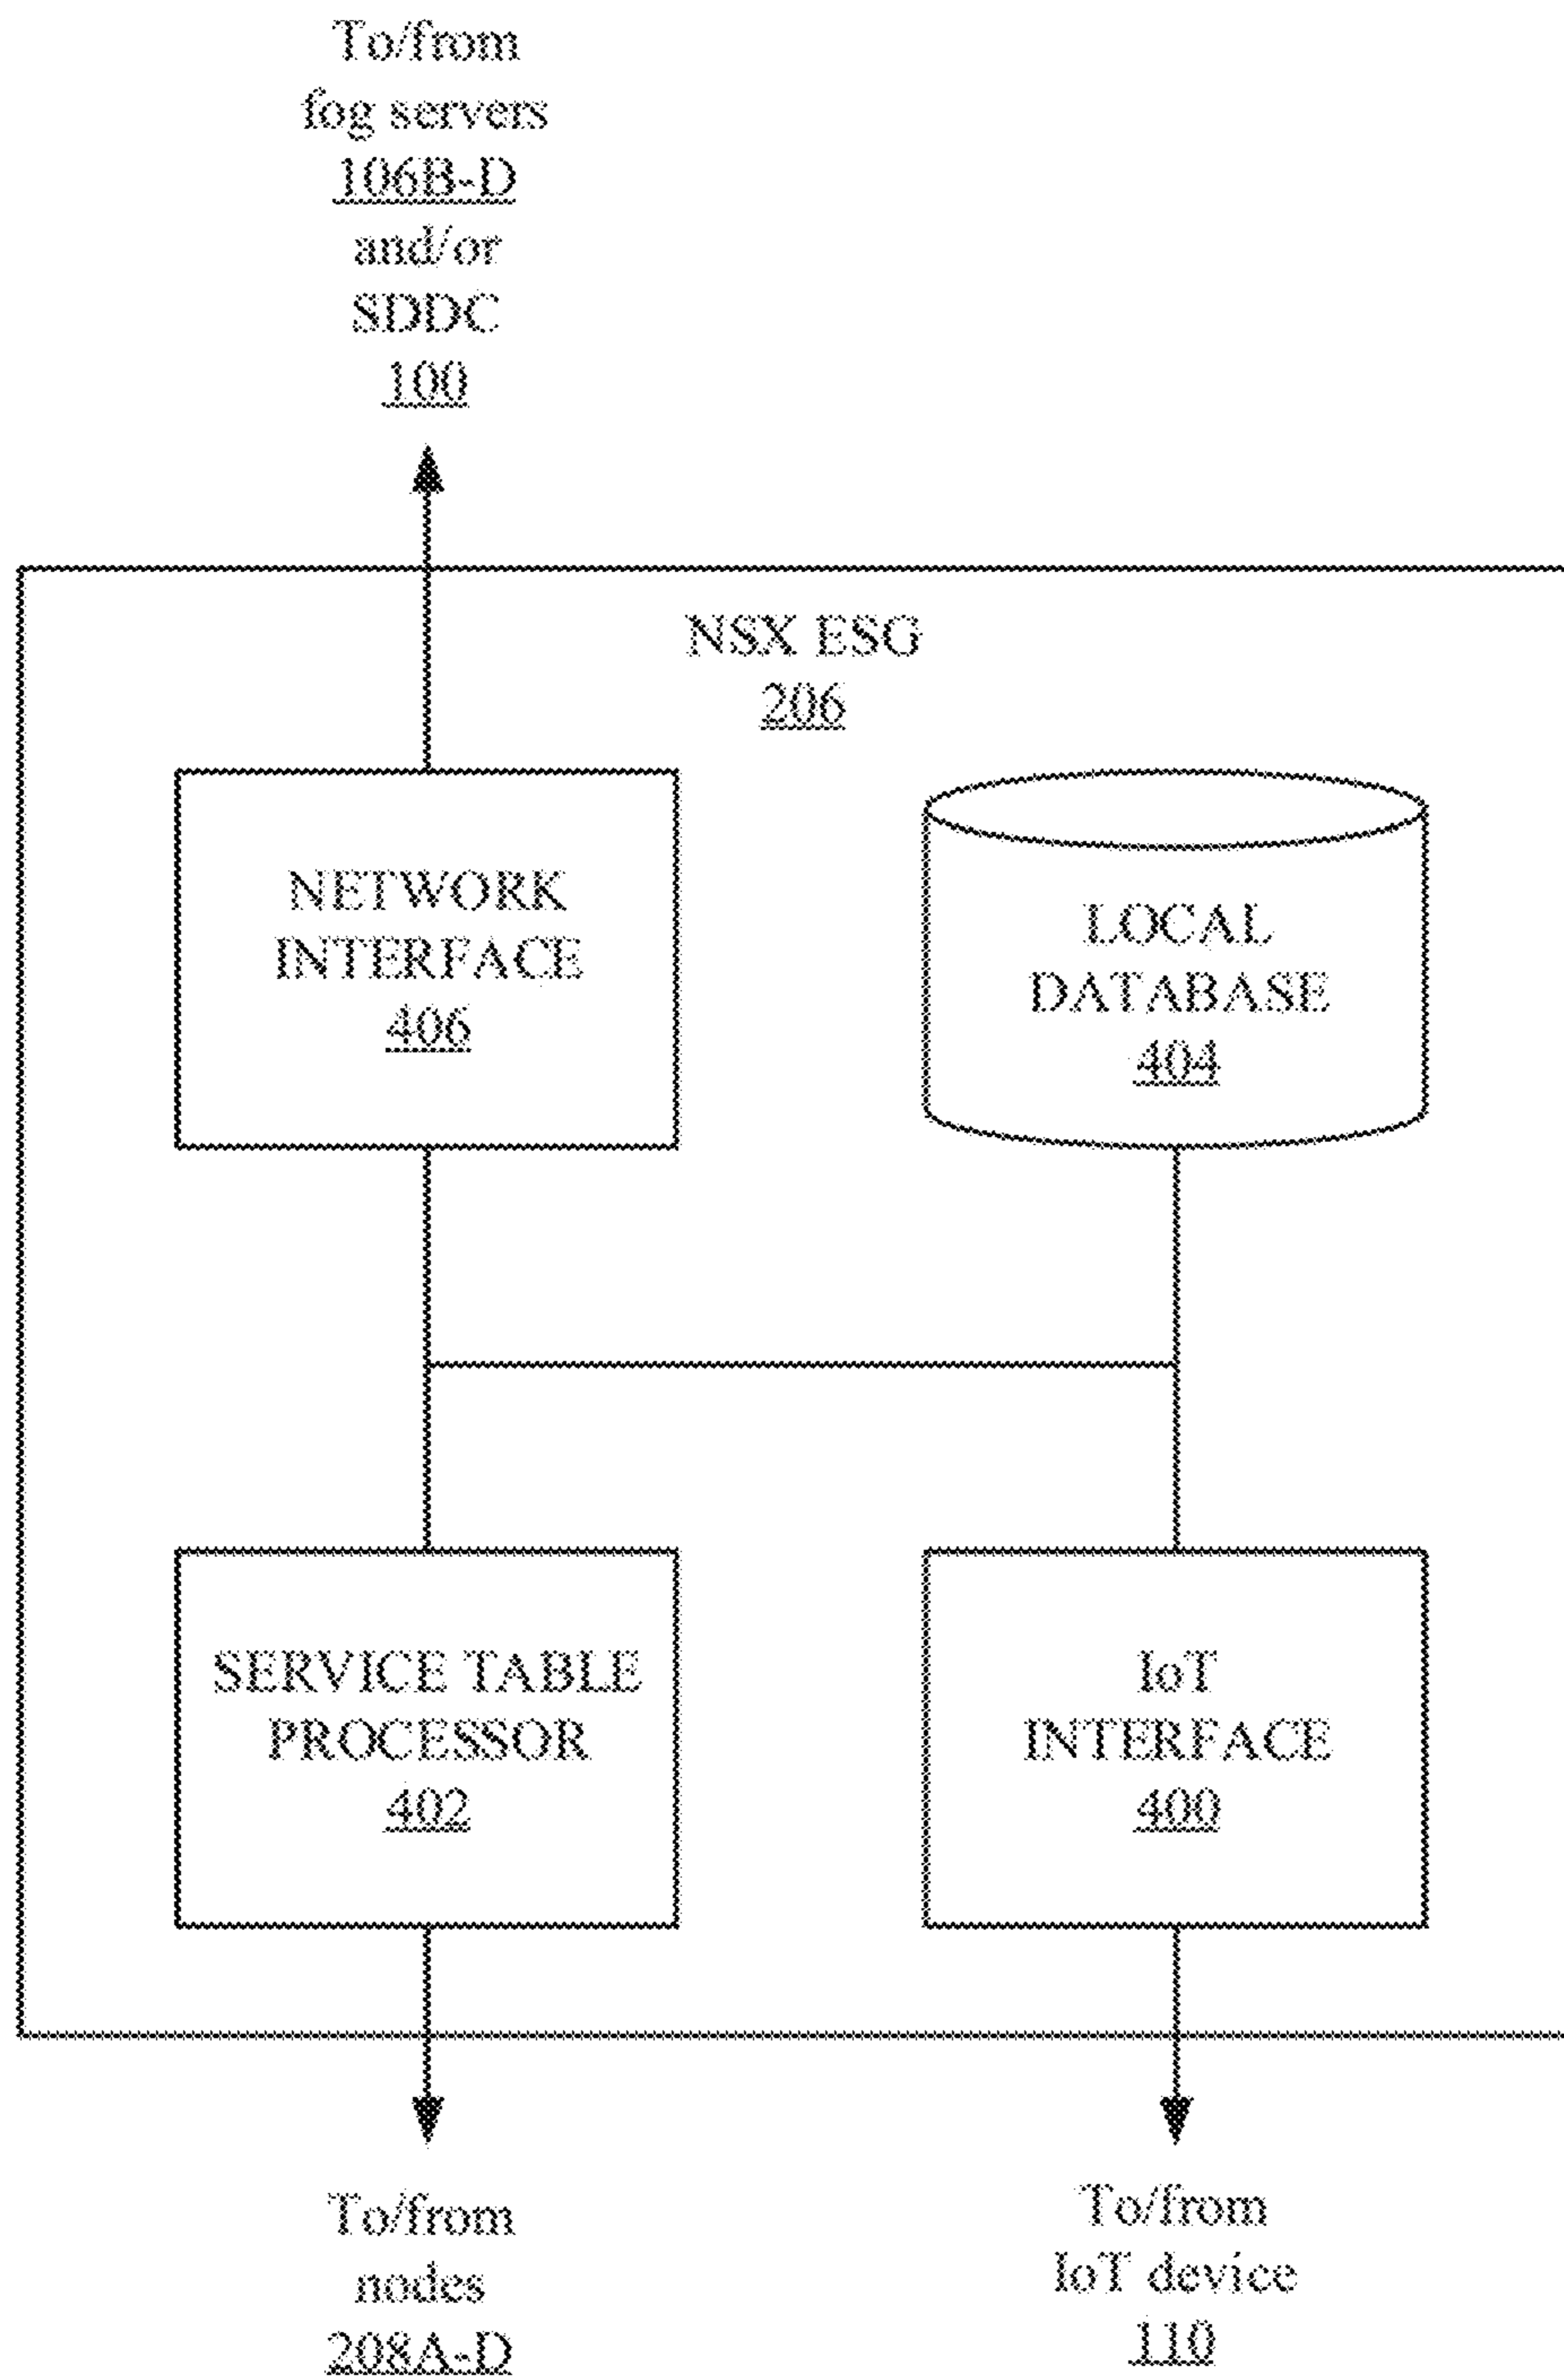 To/from
fog servers
106B-D
and/or
SDDC
100
NSX ESG
206
NETWORK
INTERFACE
406
LOCAL
DATABASE
404
SERVICE TABLE
PROCESSOR
402
IoT
INTERFACE
400
To/from
nodes
208A-D
To/from
IoT device
110